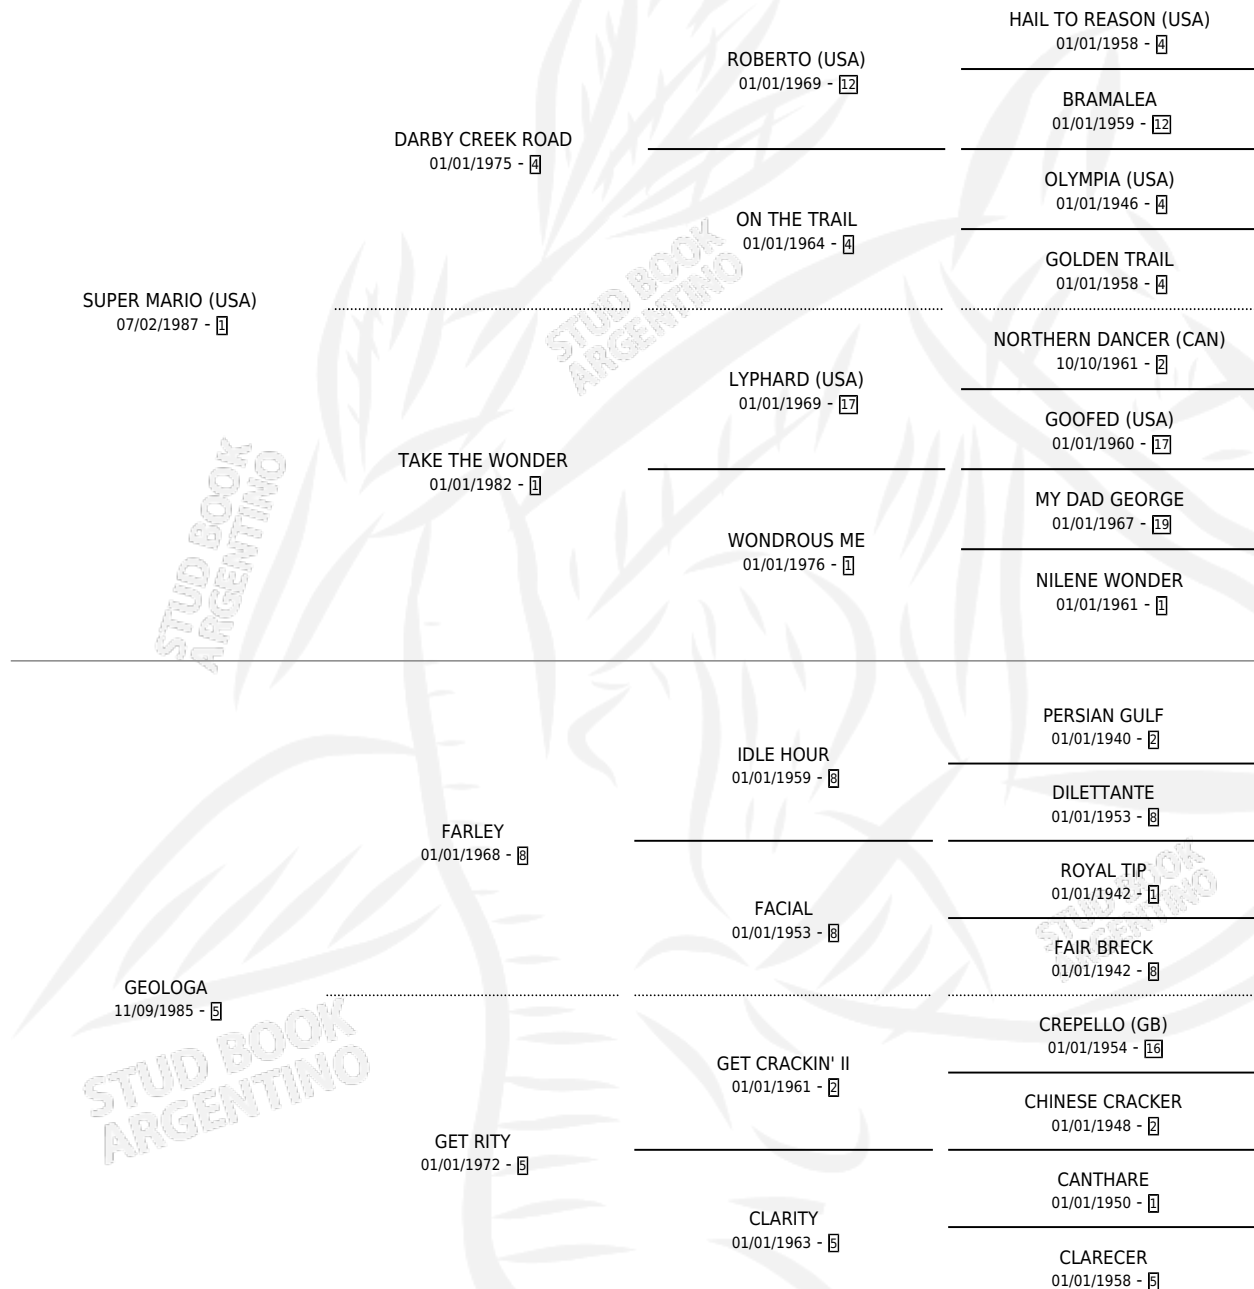 HAIL TO REASON (USA)
01/01/1958 - 4
ROBERTO (USA)
01/01/1969 - 12
BRAMALEA
01/01/1959 - 12
DARBY CREEK ROAD
01/01/1975 - 4
OLYMPIA (USA)
01/01/1946 - 4
ON THE TRAIL
01/01/1964 - 4
GOLDEN TRAIL
01/01/1958 - 4
SUPER MARIO (USA)
07/02/1987 - 1
NORTHERN DANCER (CAN)
10/10/1961 - 2
LYPHARD (USA)
01/01/1969 - 17
GOOFED (USA)
01/01/1960 - 17
TAKE THE WONDER
01/01/1982 - 1
MY DAD GEORGE
01/01/1967 - 19
WONDROUS ME
01/01/1976 - 1
NILENE WONDER
01/01/1961 - 1
PERSIAN GULF
01/01/1940 - 2
IDLE HOUR
01/01/1959 - 8
DILETTANTE
01/01/1953 - 8
FARLEY
01/01/1968 - 8
ROYAL TIP
01/01/1942 - 1
FACIAL
01/01/1953 - 8
FAIR BRECK
01/01/1942 - 8
GEOLOGA
11/09/1985 - 5
CREPELLO (GB)
01/01/1954 - 16
GET CRACKIN' II
01/01/1961 - 2
CHINESE CRACKER
01/01/1948 - 2
GET RITY
01/01/1972 - 5
CANTHARE
01/01/1950 - 1
CLARITY
01/01/1963 - 5
CLARECER
01/01/1958 - 5
STUD BOOK
ARGENTINO
STUD BOOK
ARGENTINO
STUD BOOK
ARGENTINO
STUD BOOK
ARGENTINO